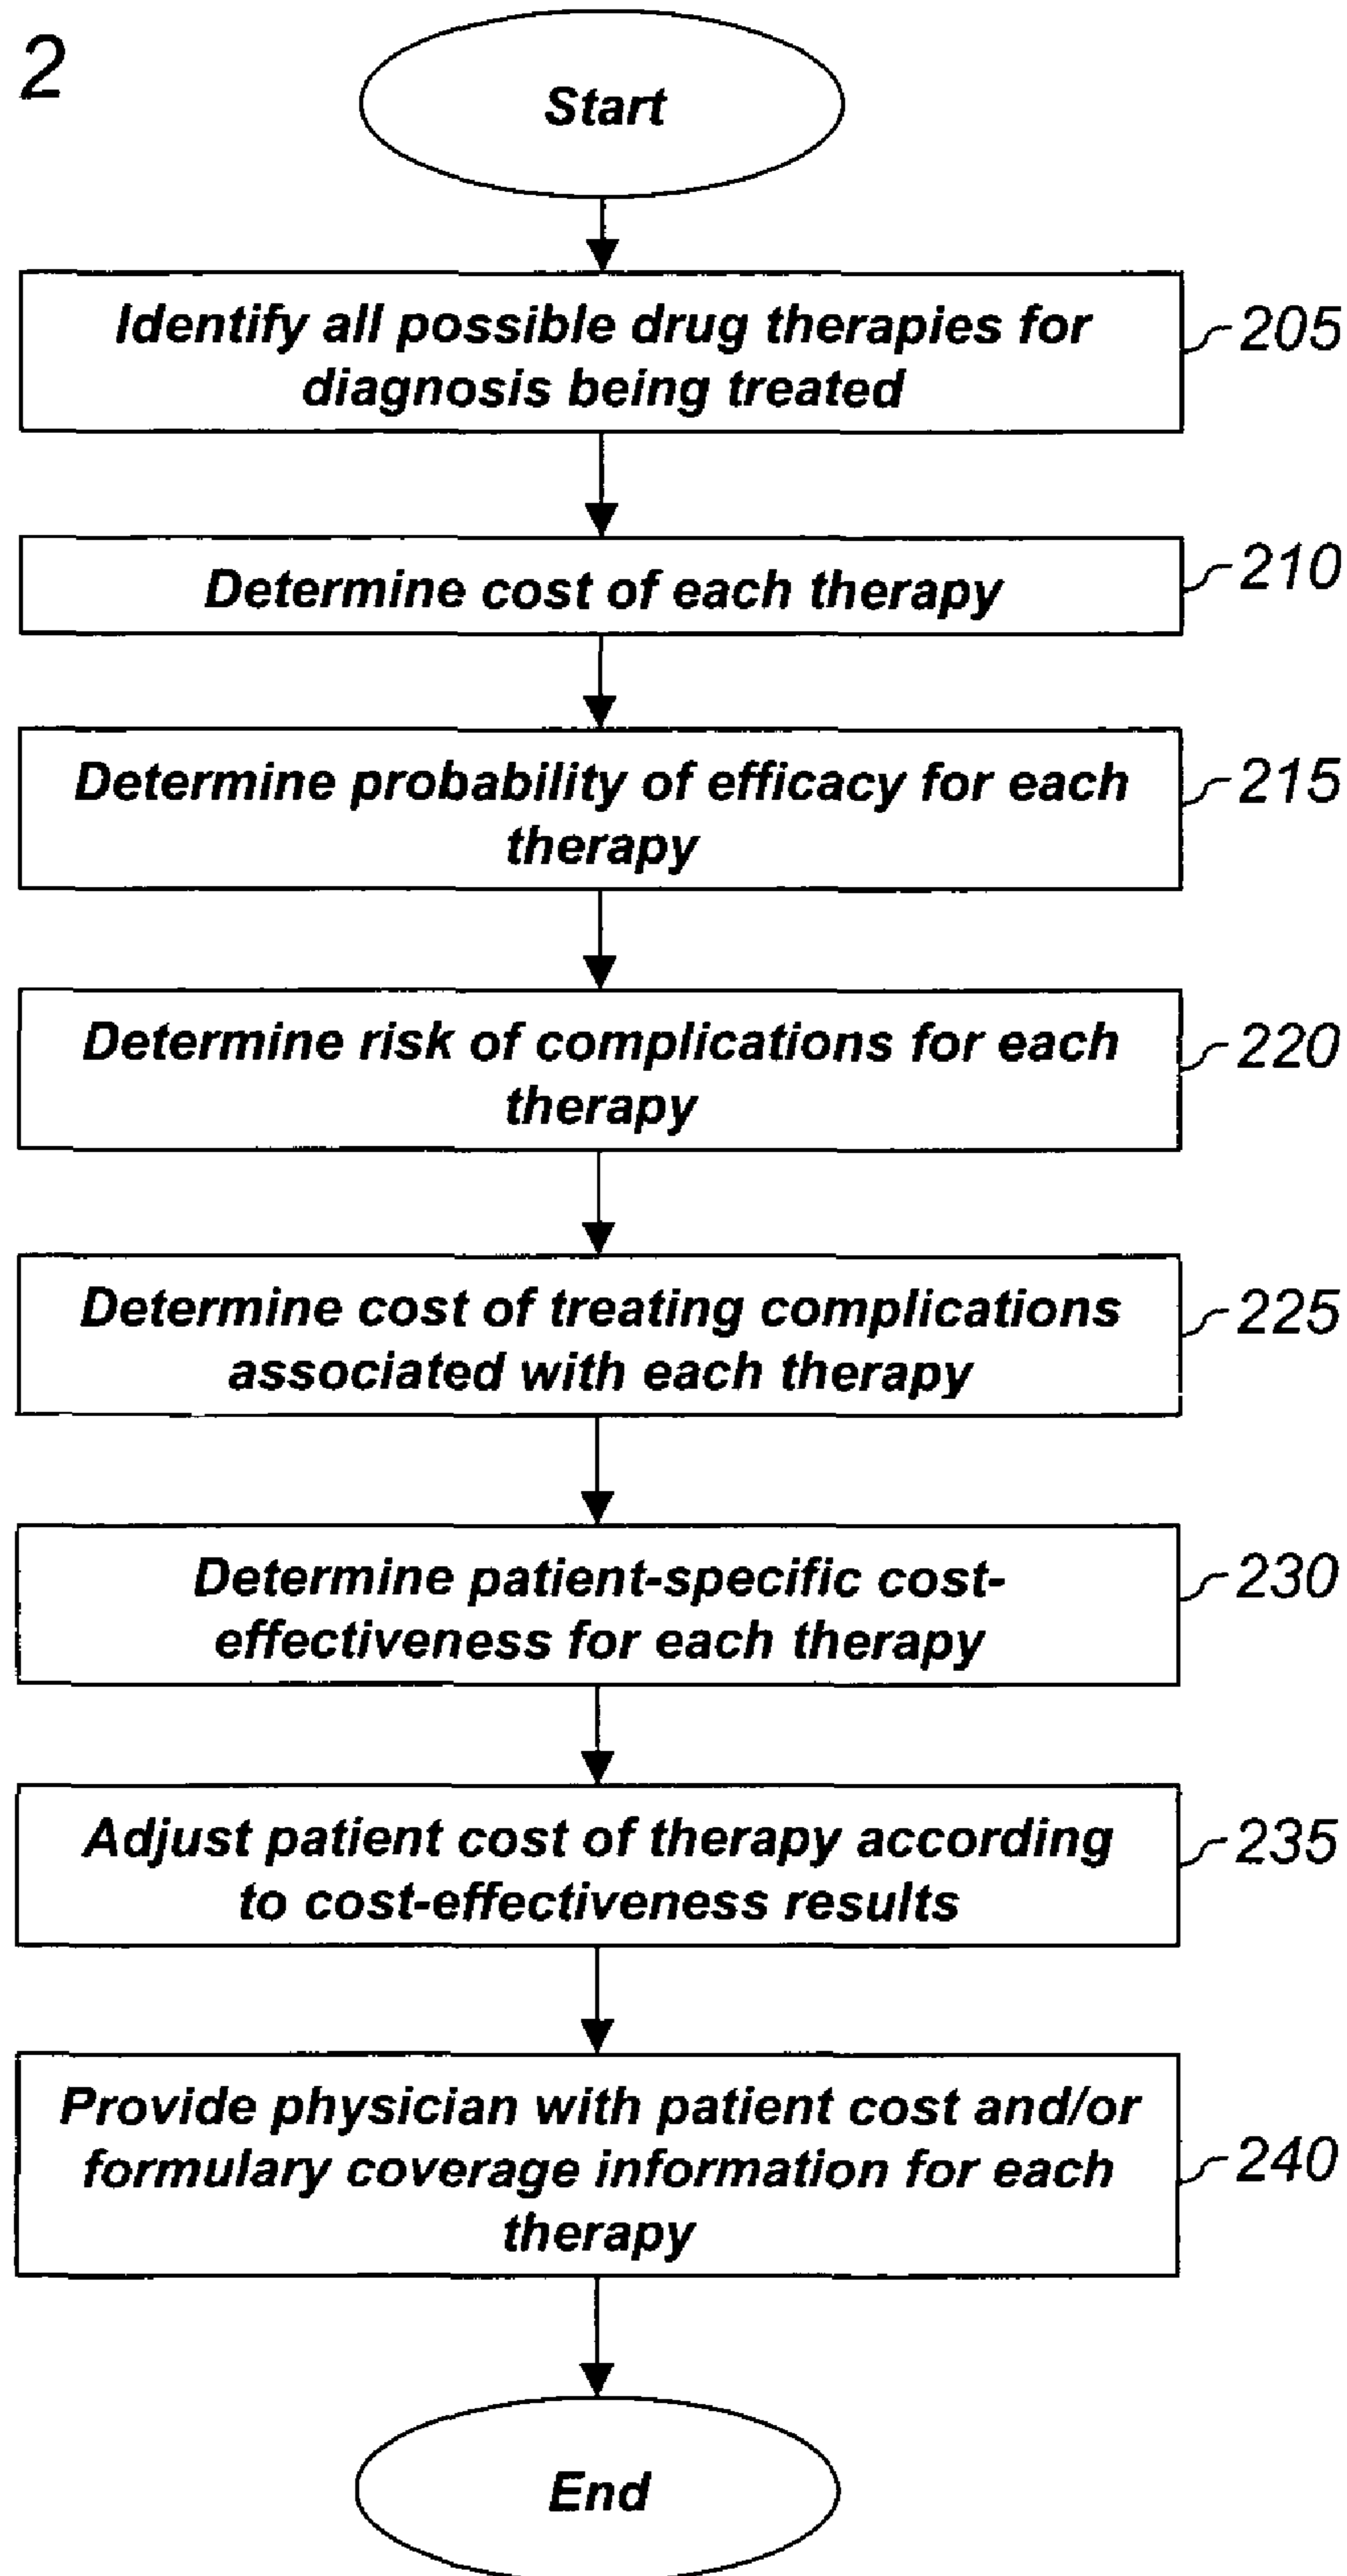 2
Start
Identify all possible drug therapies for
diagnosis being treated
205
Determine cost of each therapy
210
Determine probability of efficacy for each
therapy
215
Determine risk of complications for each
therapy
220
Determine cost of treating complications
associated with each therapy
225
Determine patient-specific cost-
effectiveness for each therapy
230
Adjust patient cost of therapy according
to cost-effectiveness results
235
Provide physician with patient cost and/or
formulary coverage information for each
therapy
240
End